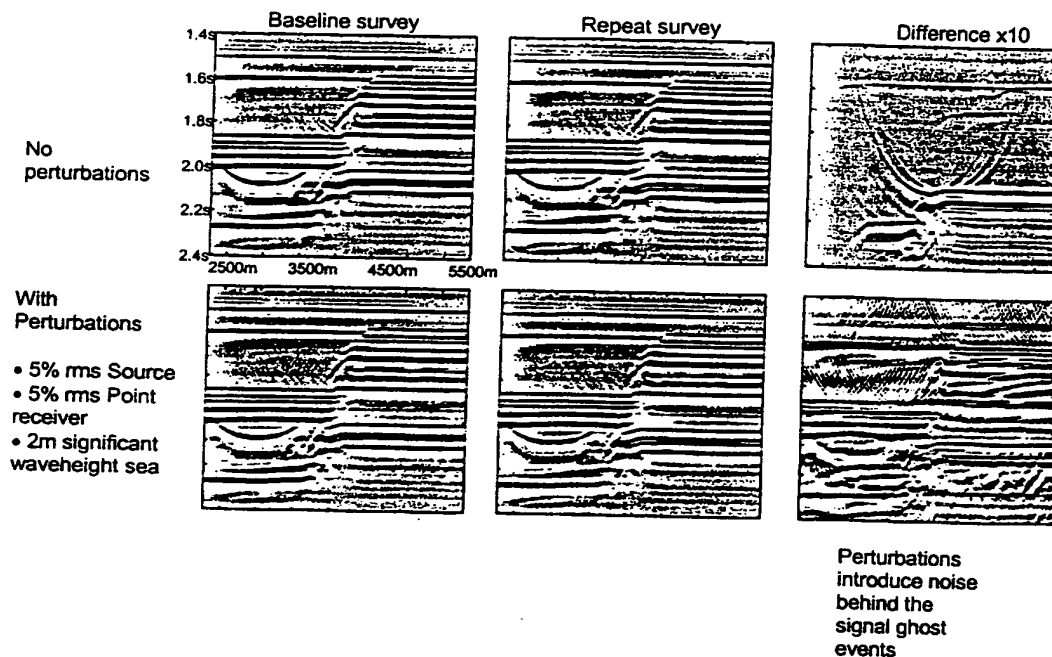 Baseline survey
Repeat survey
Difference x10
1.4s
1.6s
1.8s
2.0s
2.2s
2.4s
No
perturbations
2500m 3500m 4500m 5500m
With
Perturbations
• 5% rms Source
• 5% rms Point
receiver
• 2m significant
waveheight sea
Perturbations
introduce noise
behind the
signal ghost
events